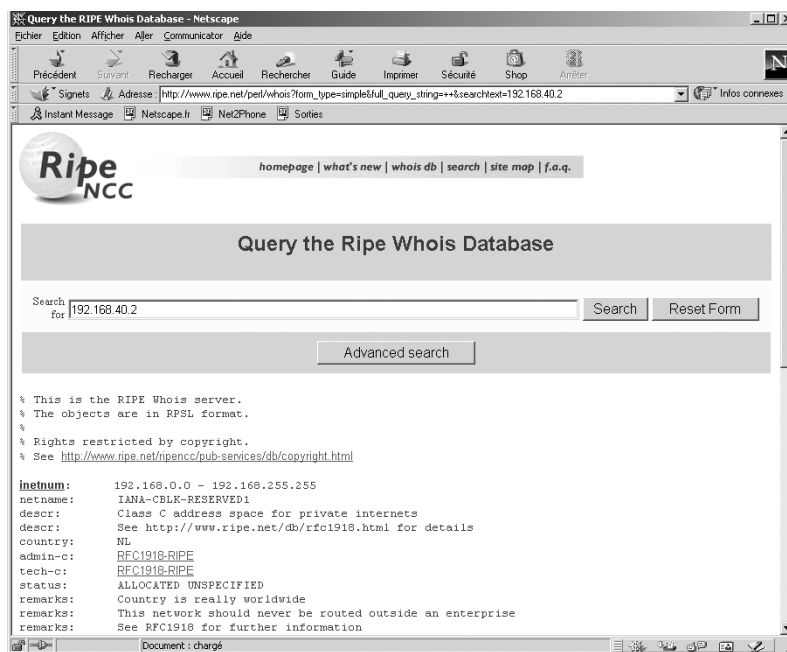 Query the RIPE Whois Database - Netscape
Fichier Edition Afficher Aller Communicator Aide
Précédent Suivant Recharger Accueil Rechercher Guide Imprimer Sécurité Shop Arrêter
N
Signets Adresse : http://www.ripe.net/perl/whois?form_type=simple&full_query_string=++&searchtext=192.168.40.2 Infos connexes
Instant Message Netscape.fr Net2Phone Sorties
Ripe
NCC
homepage | what's new | whois db | search | site map | f.a.q.
Query the Ripe Whois Database
Search for 192.168.40.2 Search Reset Form
Advanced search
% This is the RIPE Whois server.
% The objects are in RPSL format.
%
% Rights restricted by copyright.
% See http://www.ripe.net/ripencc/pub-services/db/copyright.html
inetnum: 192.168.0.0 - 192.168.255.255
netname: IANA-CBLK-RESERVED1
descr: Class C address space for private internets
descr: See http://www.ripe.net/db/rfc1918.html for details
country: NL
admin-c: RFC1918-RIPE
tech-c: RFC1918-RIPE
status: ALLOCATED UNSPECIFIED
remarks: Country is really worldwide
remarks: This network should never be routed outside an enterprise
remarks: See RFC1918 for further information
Document : chargé